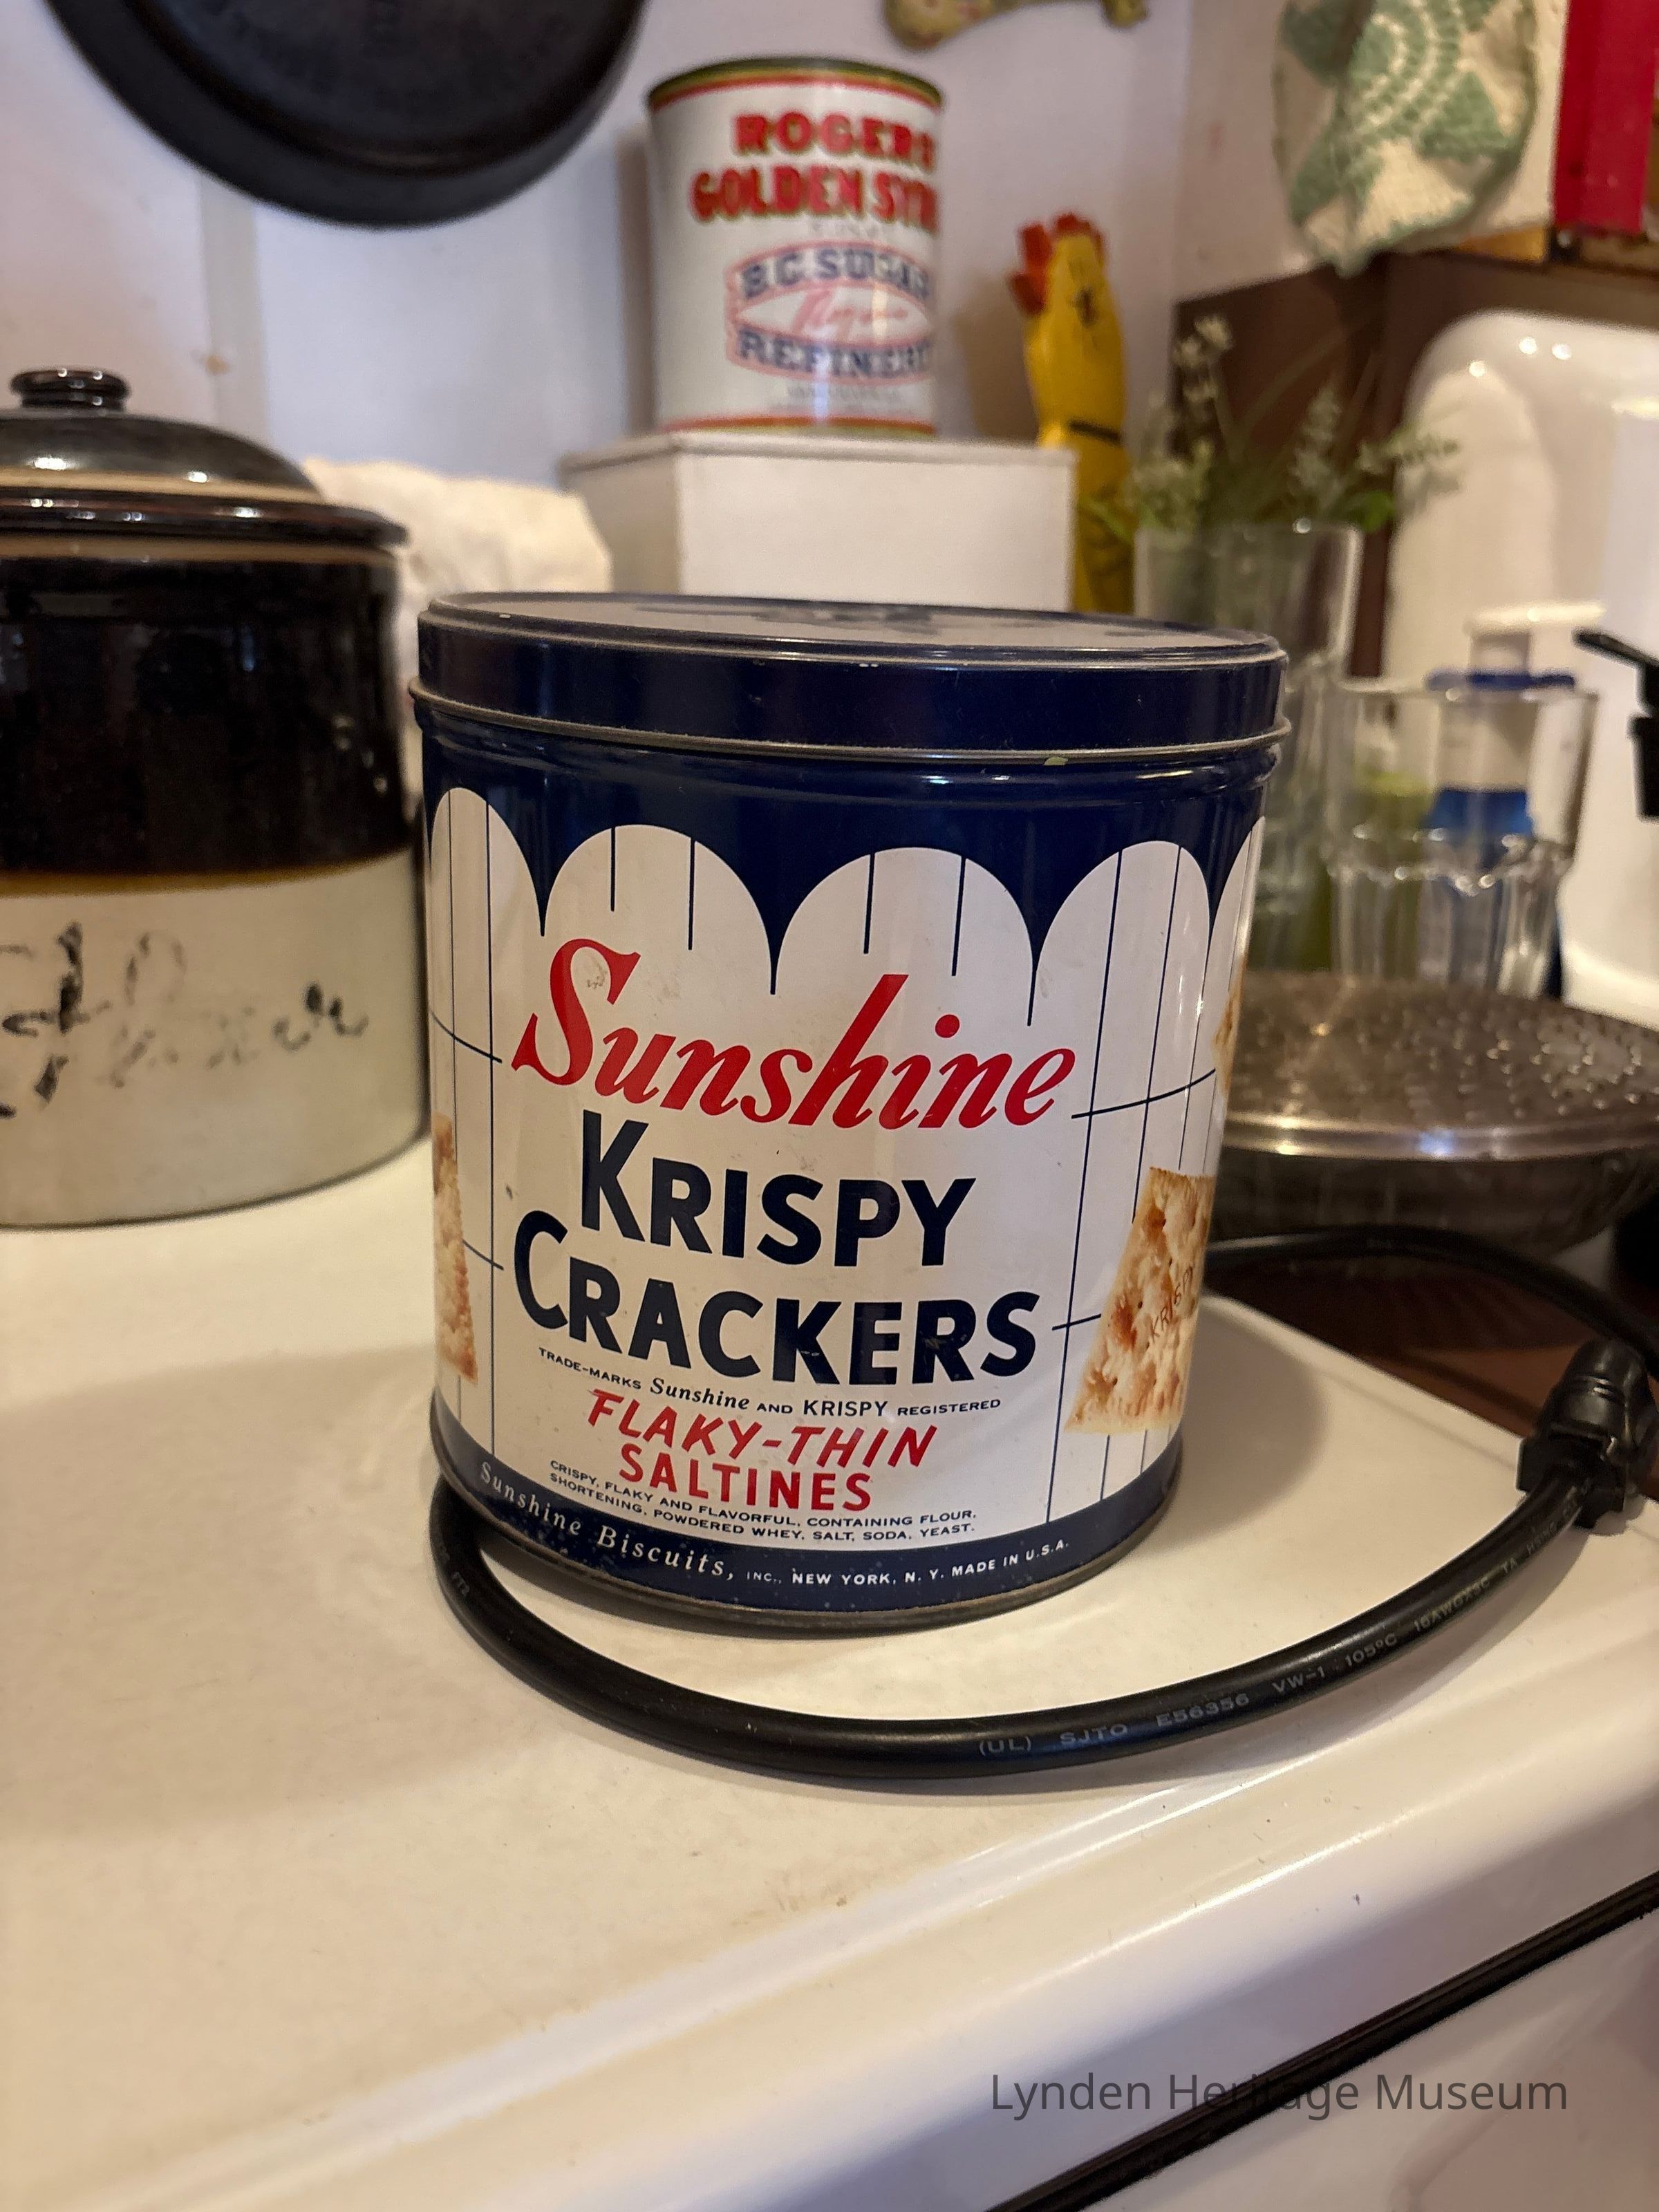 ROGERS
GOLDEN SYR
B.C. SUGAR
REFINERY
Sunshine
KRISPY
CRACKERS
TRADE-MARKS Sunshine AND KRISPY REGISTERED
FLAKY-THIN
SALTINES
CRISPY, FLAKY AND FLAVORFUL, CONTAINING FLOUR,
SHORTENING, POWDERED WHEY, SALT, SODA, YEAST.
Sunshine Biscuits, INC., NEW YORK, N. Y. MADE IN U.S.A.
KRISPY
(UL) SJTO E56356 VW-1 105°C 16AWGX3C
Lynden Heritage Museum